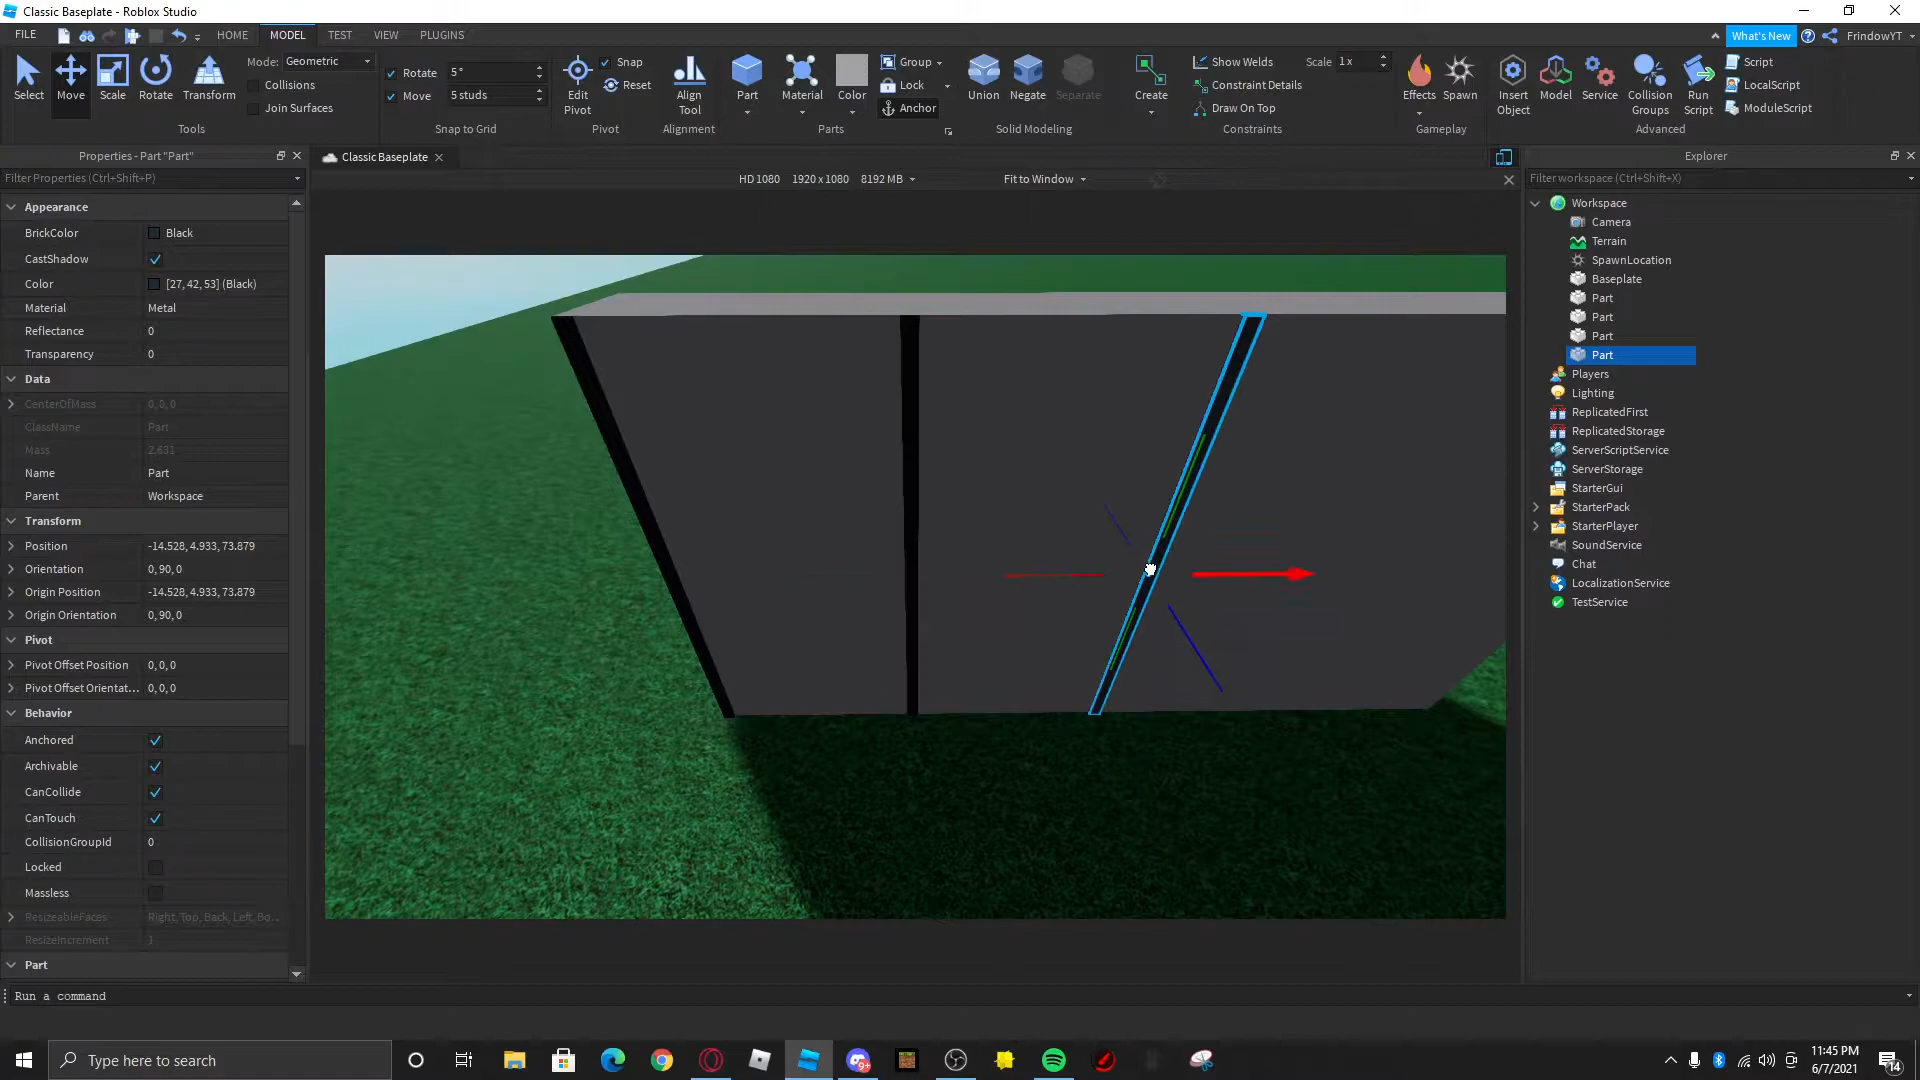 Classic Baseplate - Roblox Studio
FILE
HOME
MODEL
TEST
VIEW
PLUGINS
What's New
FrindowYT
Select
Move
Scale
Rotate
Transform
Mode: Geometric
Collisions
Join Surfaces
Tools
Rotate 5 °
Move 5 studs
Snap to Grid
Edit Pivot
Snap
Reset
Pivot
Align Tool
Alignment
Part
Material
Color
Group
Lock
Anchor
Parts
Union
Negate
Separate
Solid Modeling
Create
Show Welds
Constraint Details
Draw On Top
Scale 1 x
Constraints
Effects
Spawn
Gameplay
Insert Object
Model
Service
Collision Groups
Run Script
Script
LocalScript
ModuleScript
Advanced
Properties - Part "Part"
Filter Properties (Ctrl+Shift+P)
Appearance
BrickColor Black
CastShadow
Color [27, 42, 53] (Black)
Material Metal
Reflectance 0
Transparency 0
Data
CenterOfMass 0, 0, 0
ClassName Part
Mass 2.631
Name Part
Parent Workspace
Transform
Position -14.528, 4.933, 73.879
Orientation 0, 90, 0
Origin Position -14.528, 4.933, 73.879
Origin Orientation 0, 90, 0
Pivot
Pivot Offset Position 0, 0, 0
Pivot Offset Orientat... 0, 0, 0
Behavior
Anchored
Archivable
CanCollide
CanTouch
CollisionGroupId 0
Locked
Massless
ResizeableFaces Right, Top, Back, Left, Bo...
ResizeIncrement 1
Part
Classic Baseplate
HD 1080 1920 x 1080 8192 MB
Fit to Window
Explorer
Filter workspace (Ctrl+Shift+X)
Workspace
Camera
Terrain
SpawnLocation
Baseplate
Part
Part
Part
Part
Players
Lighting
ReplicatedFirst
ReplicatedStorage
ServerScriptService
ServerStorage
StarterGui
StarterPack
StarterPlayer
SoundService
Chat
LocalizationService
TestService
Run a command
Type here to search
9+
11:45 PM
6/7/2021
14